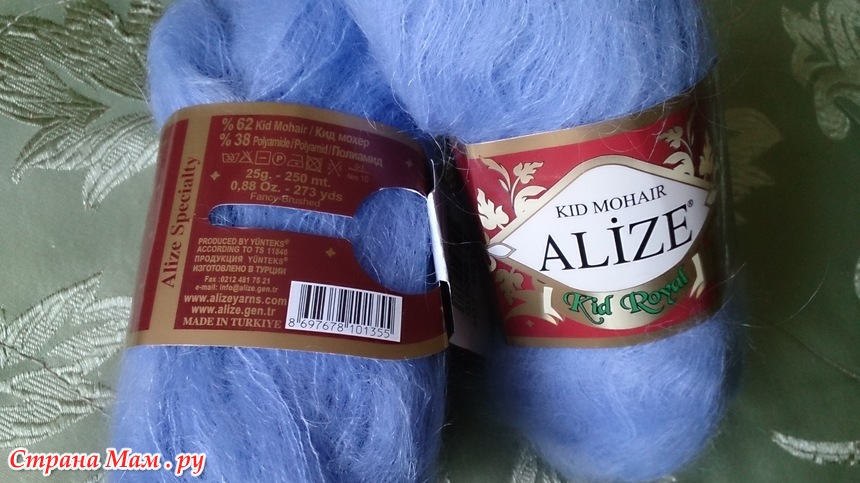 Alize Specialty
% 62 Kid Mohair / Кид мохер
% 38 Polyamide / Polyamid / Полиамид
25g. - 250 mt.
0,88 Oz. - 273 yds
Fancy-Brushed
PRODUCED BY YÜNTEKS®
ACCORDING TO TS 11846
ПРОДУКЦИЯ YÜNTEKS®
ИЗГОТОВЛЕНО В ТУРЦИИ
Fax :0212 481 75 21
e-mail: info@alize.gen.tr
www.alizeyarns.com
www.alize.gen.tr
MADE IN TURKIYE
8 697678 101355
KID MOHAIR
ALİZE®
Kid Royal
Страна Мам.ру